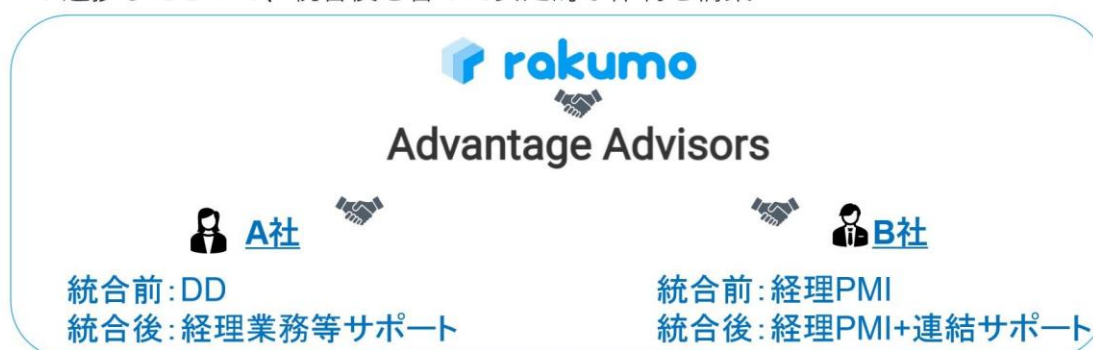 rakumo
Advantage Advisors
A社
B社
統合前:DD
統合後:経理業務等サポート
統合前:経理PMI
統合後:経理PMI+連結サポート